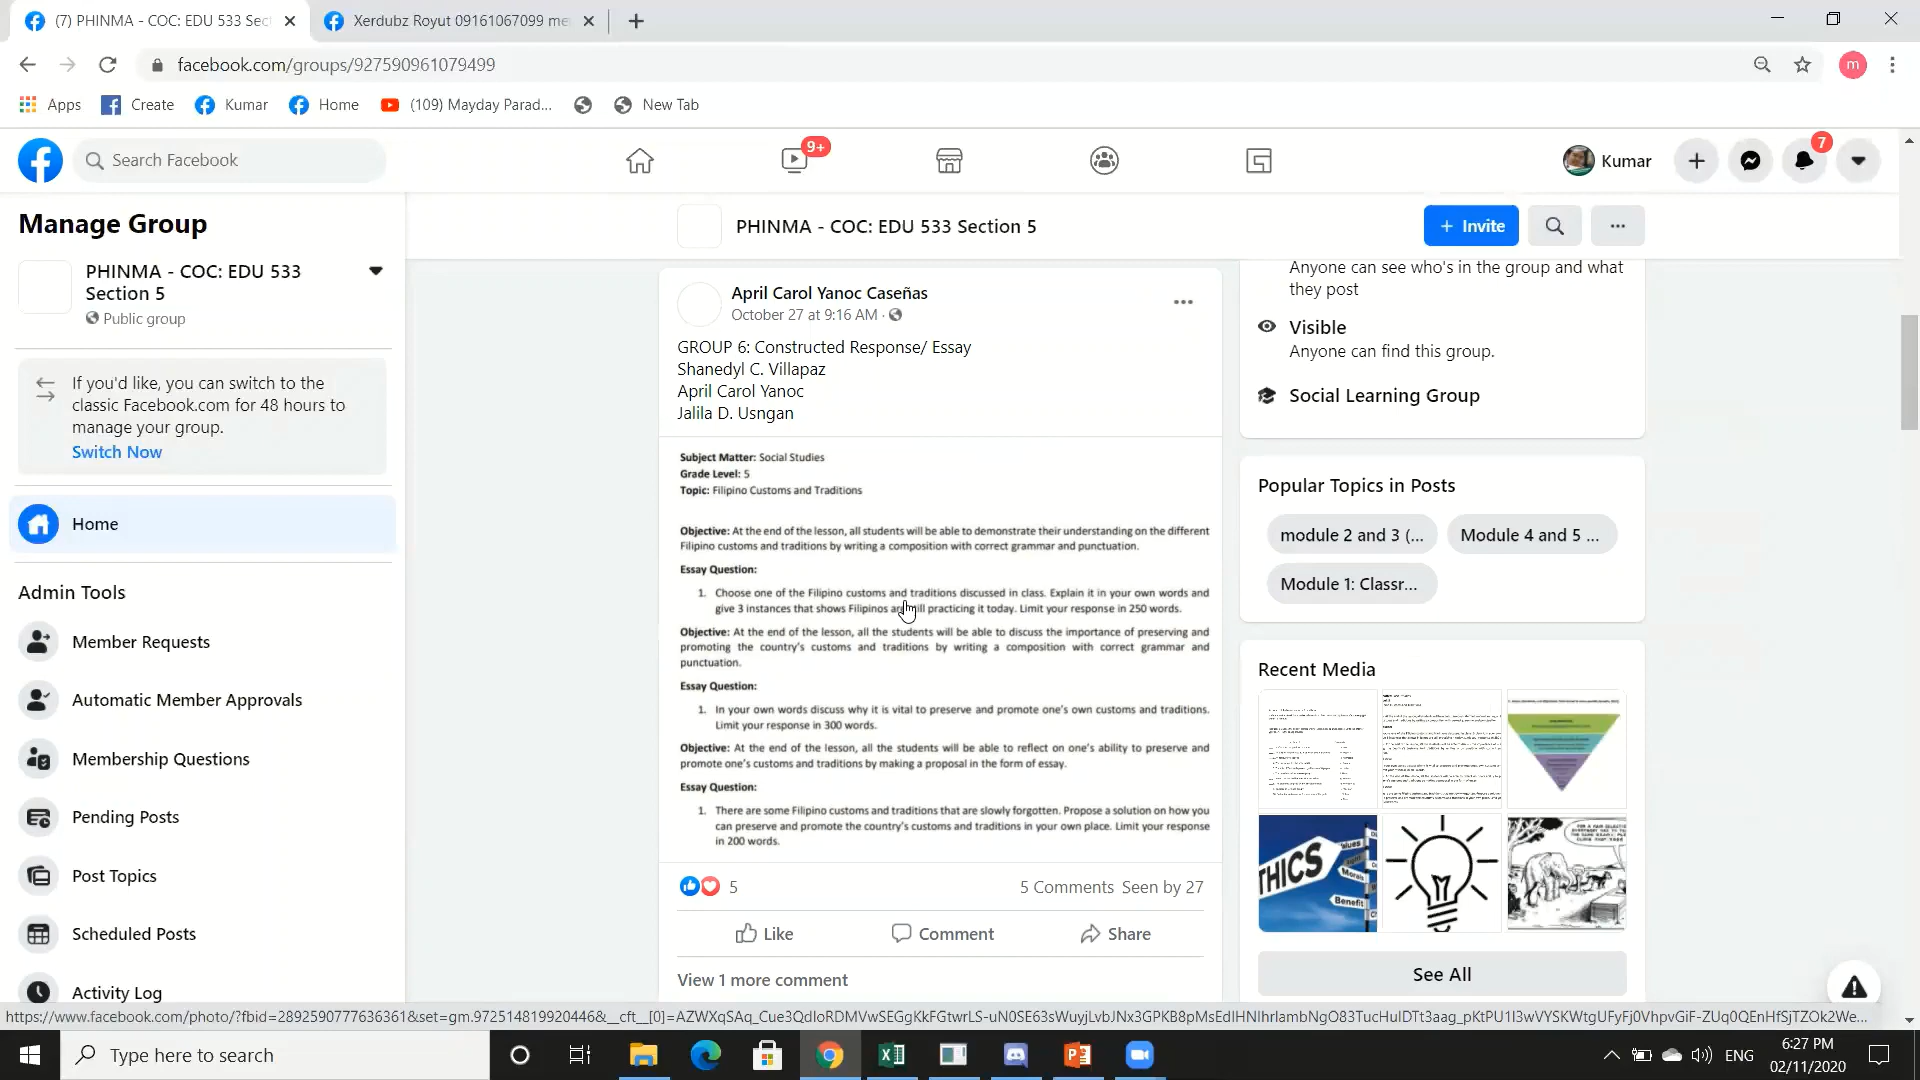 (7) PHINMA - COC: EDU 533 Sec
Xerdubz Royut 09161067099 me
facebook.com/groups/927590961079499
m
Apps
Create
Kumar
Home
(109) Mayday Parad...
New Tab
Search Facebook
9+
Kumar
7
Manage Group
PHINMA - COC: EDU 533
Section 5
Public group
If you'd like, you can switch to the
classic Facebook.com for 48 hours to
manage your group.
Switch Now
Home
Admin Tools
Member Requests
Automatic Member Approvals
Membership Questions
Pending Posts
Post Topics
Scheduled Posts
Activity Log
PHINMA - COC: EDU 533 Section 5
+ Invite
April Carol Yanoc Caseñas
October 27 at 9:16 AM ·
GROUP 6: Constructed Response/ Essay
Shanedyl C. Villapaz
April Carol Yanoc
Jalila D. Usngan
Subject Matter: Social Studies
Grade Level: 5
Topic: Filipino Customs and Traditions
Objective: At the end of the lesson, all students will be able to demonstrate their understanding on the different
Filipino customs and traditions by writing a composition with correct grammar and punctuation.
Essay Question:
1. Choose one of the Filipino customs and traditions discussed in class. Explain it in your own words and
give 3 instances that shows Filipinos practicing it today. Limit your response in 250 words.
Objective: At the end of the lesson, all the students will be able to discuss the importance of preserving and
promoting the country's customs and traditions by writing a composition with correct grammar and
punctuation.
Essay Question:
1. In your own words discuss why it is vital to preserve and promote one's own customs and traditions.
Limit your response in 300 words.
Objective: At the end of the lesson, all the students will be able to reflect on one's ability to preserve and
promote one's customs and traditions by making a proposal in the form of essay.
Essay Question:
1. There are some Filipino customs and traditions that are slowly forgotten. Propose a solution on how you
can preserve and promote the country's customs and traditions in your own place. Limit your response
in 200 words.
5
5 Comments Seen by 27
Like
Comment
Share
View 1 more comment
Anyone can see who's in the group and what
they post
Visible
Anyone can find this group.
Social Learning Group
Popular Topics in Posts
module 2 and 3 (...
Module 4 and 5 ...
Module 1: Classr...
Recent Media
THICS
Benefit
See All
Type here to search
ENG
6:27 PM
02/11/2020